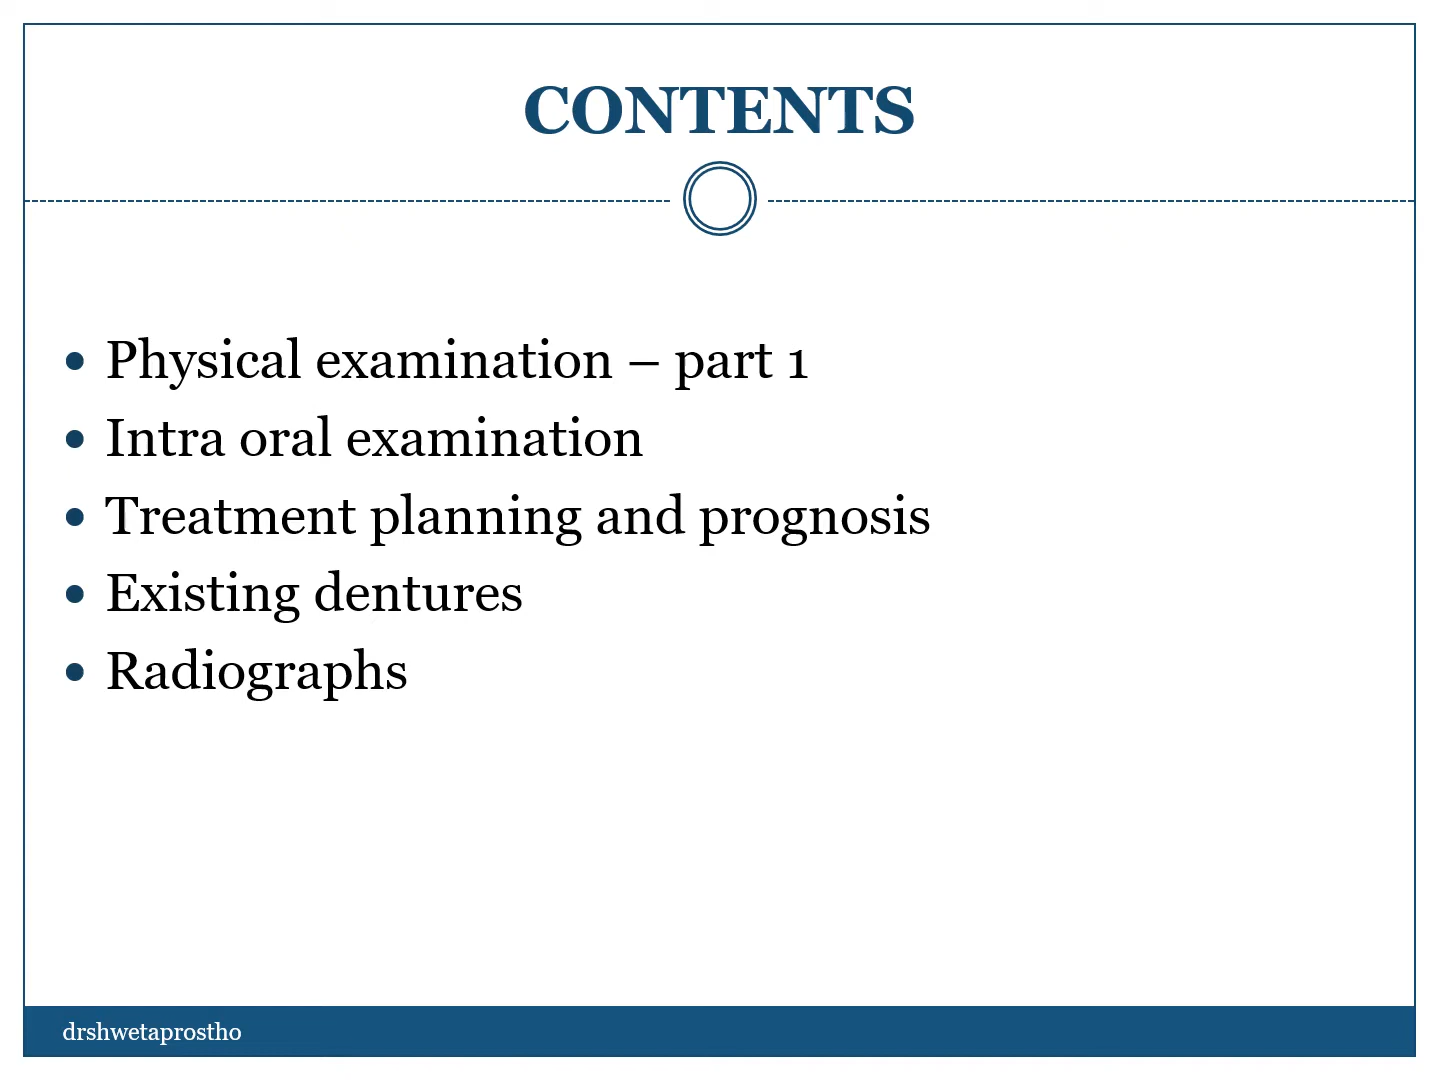 CONTENTS
• Physical examination – part 1
• Intra oral examination
• Treatment planning and prognosis
• Existing dentures
• Radiographs
drshwetaprostho